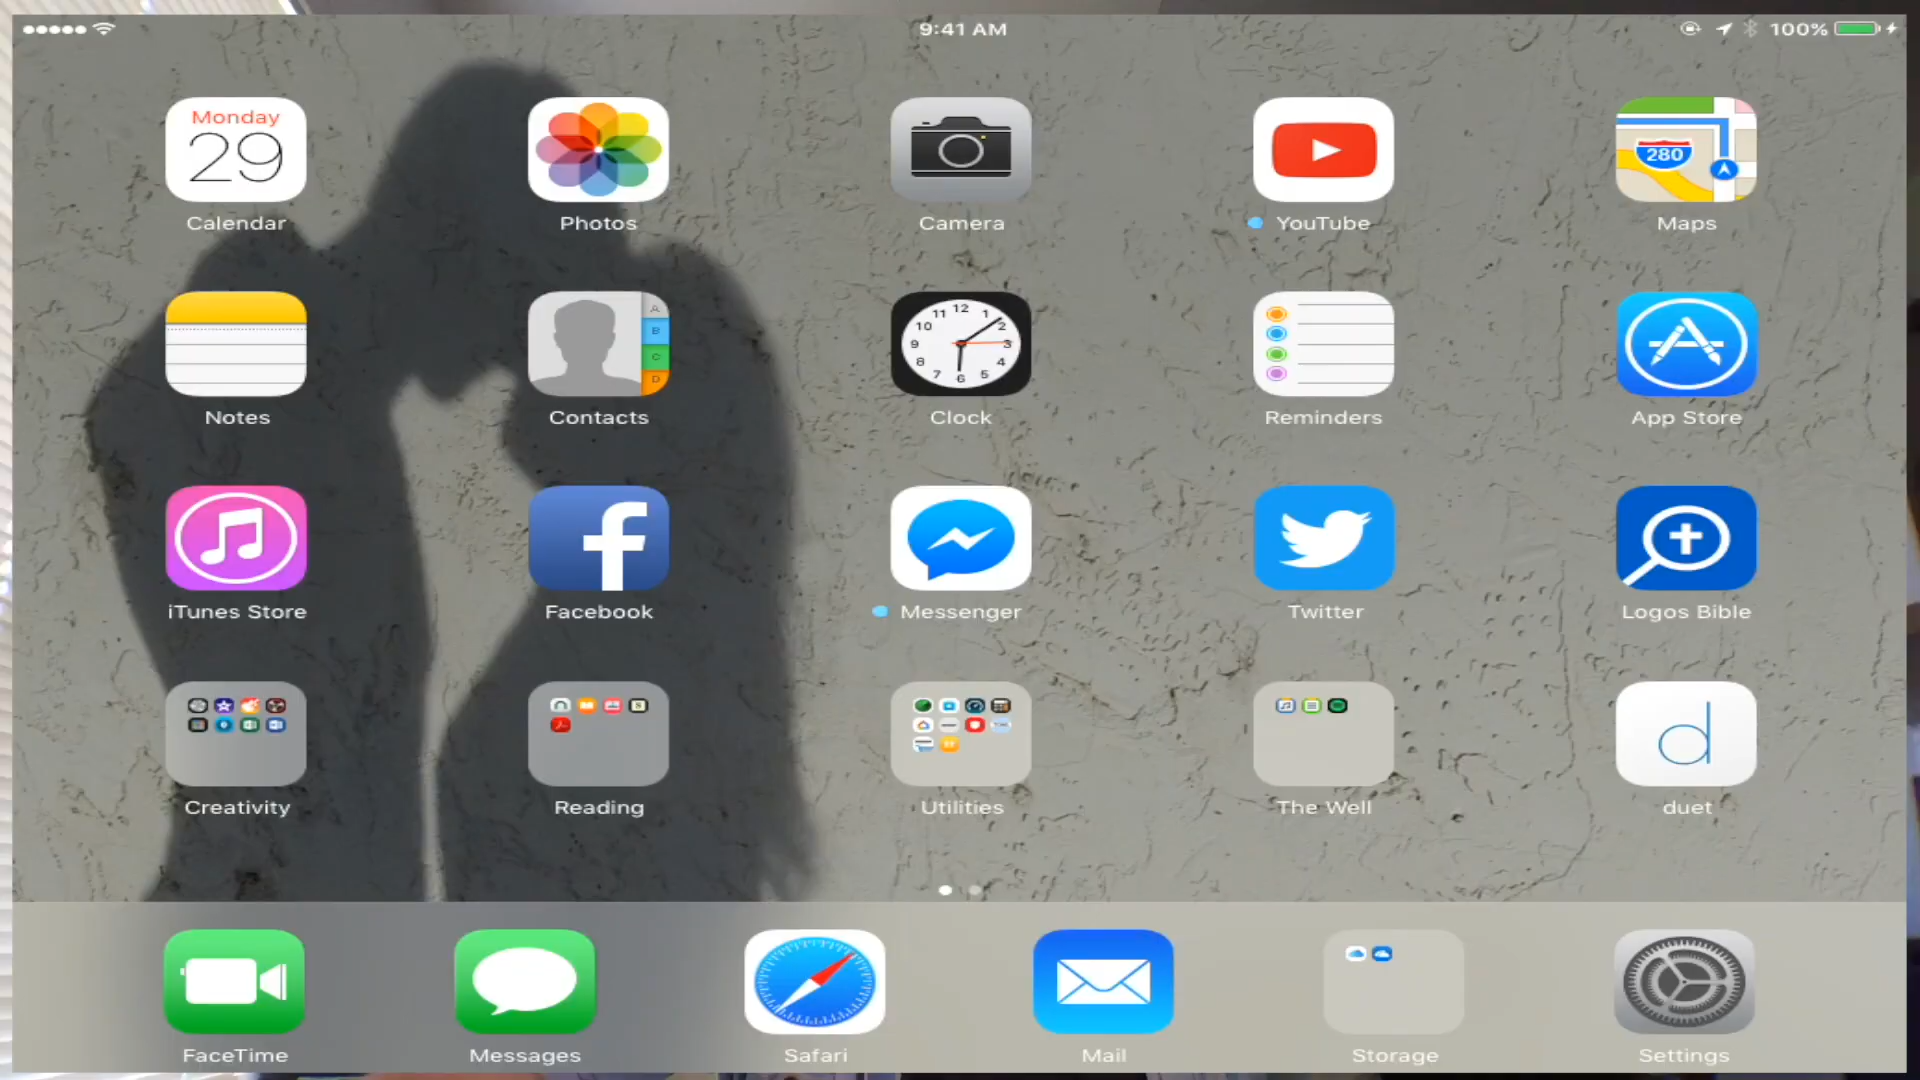 9:41 AM
100%
Monday
23
Calendar
Photos
Camera
YouTube
280
Maps
Notes
A
B
C
D
Contacts
12
11
1
10
2
9
3
8
4
7
5
6
Clock
Reminders
App Store
iTunes Store
Facebook
Messenger
Twitter
Logos Bible
Creativity
Reading
Utilities
The Well
d
duet
FaceTime
Messages
Safari
Mail
Storage
Settings